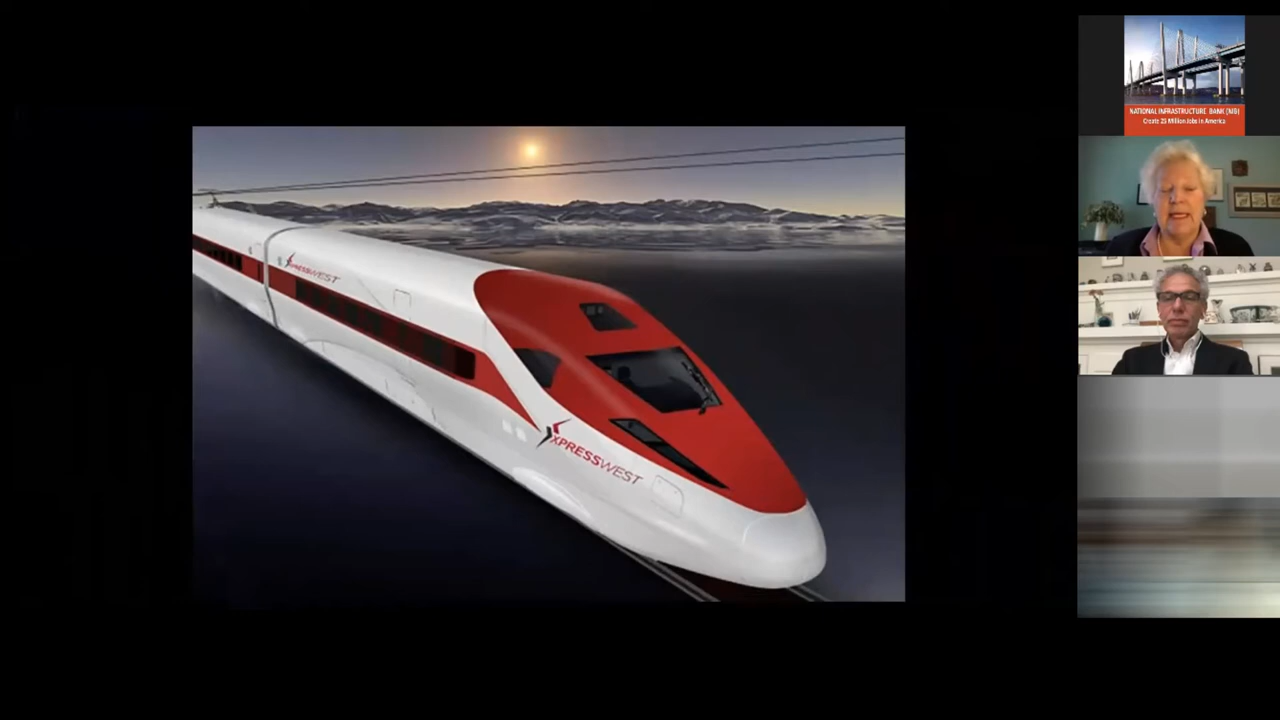 XPRESSWEST
XPRESSWEST
NATIONAL INFRASTRUCTURE BANK (NIB)
Create 25 Million Jobs in America